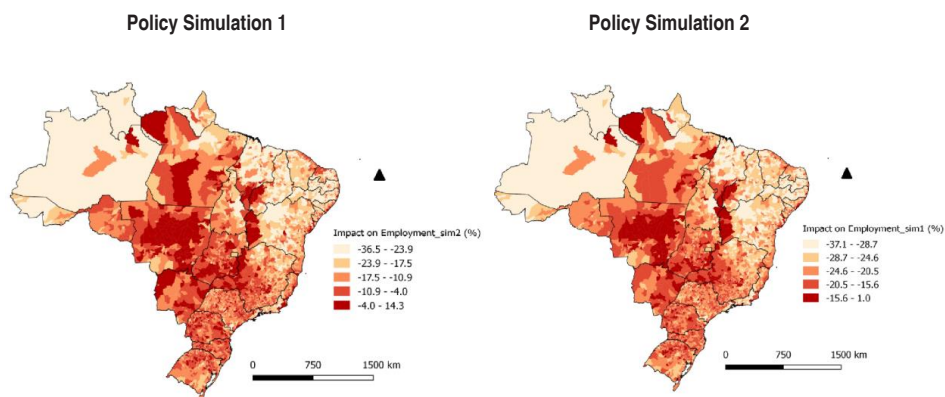 Policy Simulation 1
Policy Simulation 2
Impact on Employment_sim2 (%)
-36.5 - -23.9
-23.9 - -17.5
-17.5 - -10.9
-10.9 - -4.0
-4.0 - 14.3
0 750 1500 km
Impact on Employment_sim1 (%)
-37.1 - -28.7
-28.7 - -24.6
-24.6 - -20.5
-20.5 - -15.6
-15.6 - 1.0
0 750 1500 km